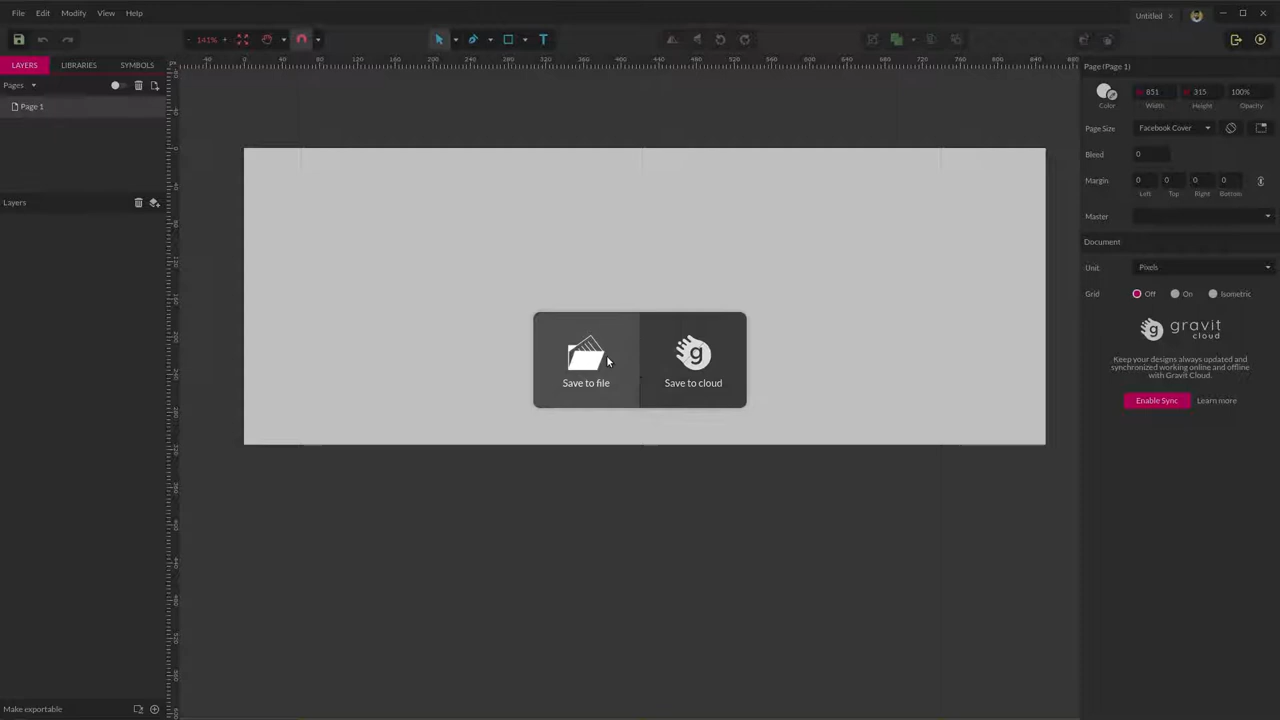 File Edit Modify View Help Untitled
- 141% +
LAYERS LIBRARIES SYMBOLS
Page (Page 1)
Pages
Page 1
851 315 100%
Color Width Height Opacity
Page Size Facebook Cover
Bleed 0
Margin 0 0 0 0
Left Top Right Bottom
Layers
Master
Document
Unit: Pixels
Grid Off On Isometric
g gravit
cloud
Keep your designs always updated and
synchronized working online and offline
with Gravit Cloud.
Enable Sync Learn more
Save to file
g
Save to cloud
Make exportable